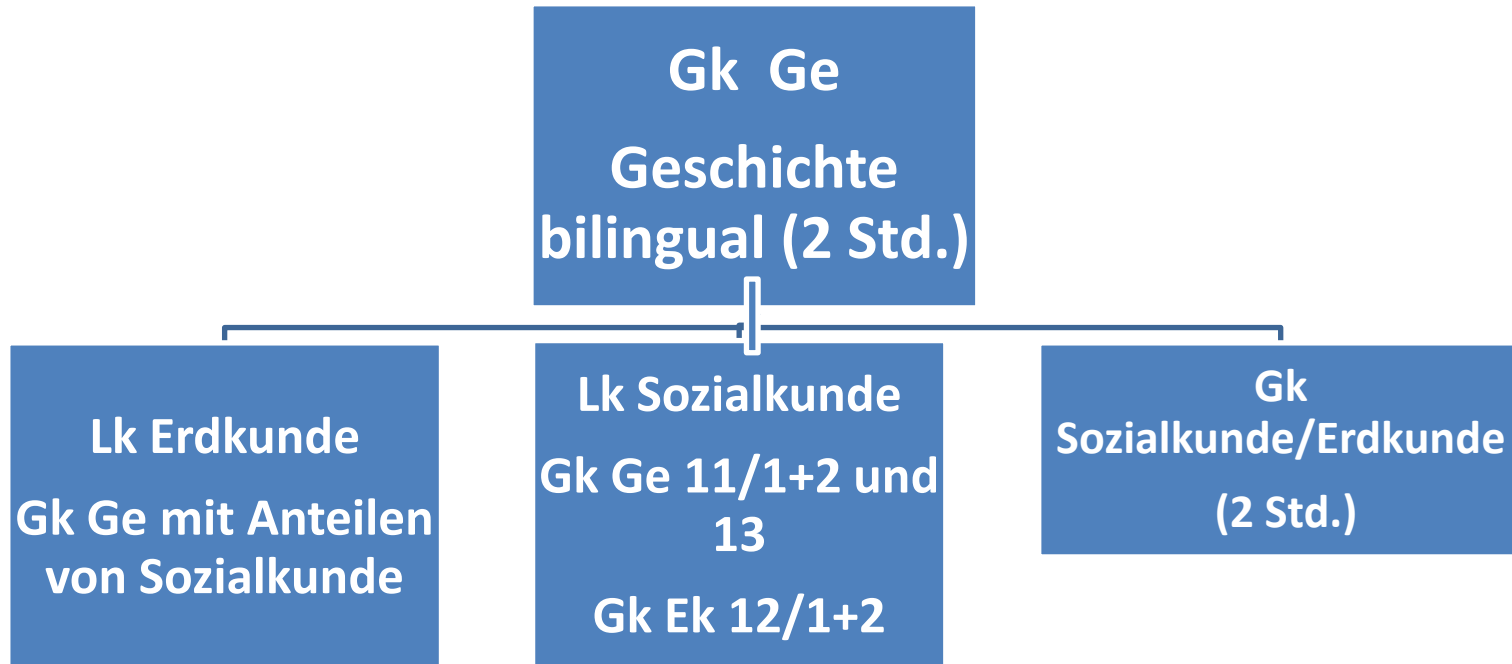 Gk Ge
Geschichte
bilingual (2 Std.)
Lk Erdkunde
Gk Ge mit Anteilen
von Sozialkunde
Lk Sozialkunde
Gk Ge 11/1+2 und
13
Gk Ek 12/1+2
Gk
Sozialkunde/Erdkunde
(2 Std.)